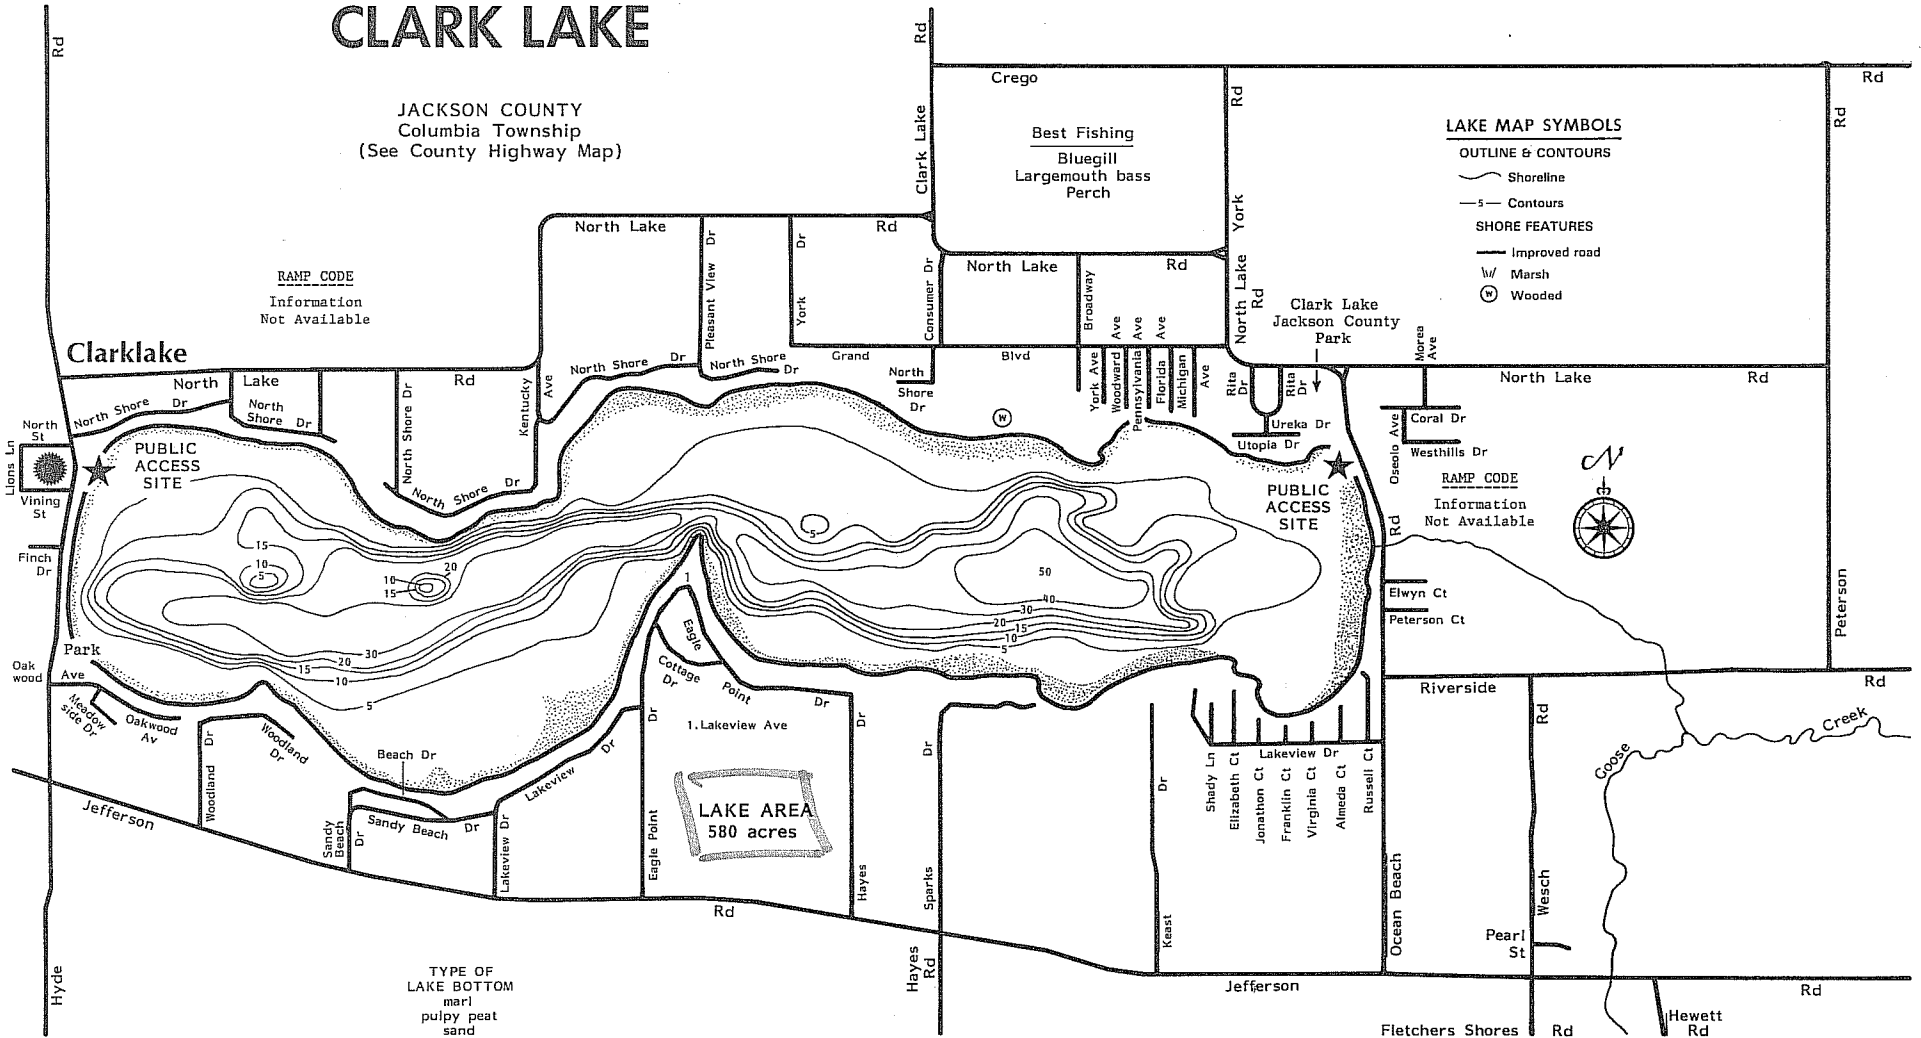 CLARK LAKE
JACKSON COUNTY
Columbia Township
(See County Highway Map)
Rd
Rd
Crego
Rd
Rd
Rd
Clark Lake
York
Best Fishing
Bluegill
Largemouth bass
Perch
LAKE MAP SYMBOLS
OUTLINE & CONTOURS
Shoreline
5
Contours
SHORE FEATURES
Improved road
Marsh
W
Wooded
RAMP CODE
Information
Not Available
North Lake
Rd
Pleasant View Dr
York Dr
Consumer Dr
North Lake
Rd
Broadway
North Lake
Rd
Clark Lake
Jackson County
Park
Morea
Ave
Clarklake
North Lake
Rd
Kentucky
Ave
North Shore Dr
North Shore
Dr
Grand
Blvd
North
Shore
Dr
York Ave
Woodward Ave
Pennsylvania Ave
Florida Ave
Michigan Ave
Rita
Dr
Rita
Dr
Ureka Dr
Utopia Dr
North Lake
Rd
Coral Dr
Oseolo Ave
Westhills Dr
North Shore Dr
North
Shore Dr
North Shore Dr
North Shore Dr
W
North
St
Lions Ln
Vining
St
Finch
Dr
PUBLIC
ACCESS
SITE
PUBLIC
ACCESS
SITE
Rd
RAMP CODE
Information
Not Available
N
15
10
5
20
10
15
5
50
40
30
20
15
10
5
30
20
15
10
5
Elwyn Ct
Peterson Ct
Peterson
Park
Oak
wood
Ave
Meadow
side Dr
Oakwood
Av
Woodland Dr
Woodland
Dr
Beach Dr
Sandy Beach Dr
Sandy
Beach
Dr
Lakeview Dr
Lakeview Dr
1
Eagle
Point
Dr
Cottage
Dr
Eagle Point
Dr
1.Lakeview Ave
LAKE AREA
580 acres
Hayes
Dr
Sparks
Dr
Keast
Dr
Shady Ln
Elizabeth Ct
Jonathon Ct
Franklin Ct
Virginia Ct
Almeda Ct
Russell Ct
Lakeview Dr
Riverside
Rd
Goose
Creek
Wesch
Rd
Ocean Beach
Pearl
St
Jefferson
Rd
Jefferson
Rd
Hyde
Hayes
Rd
TYPE OF
LAKE BOTTOM
marl
pulpy peat
sand
Fletchers Shores
Rd
Hewett
Rd